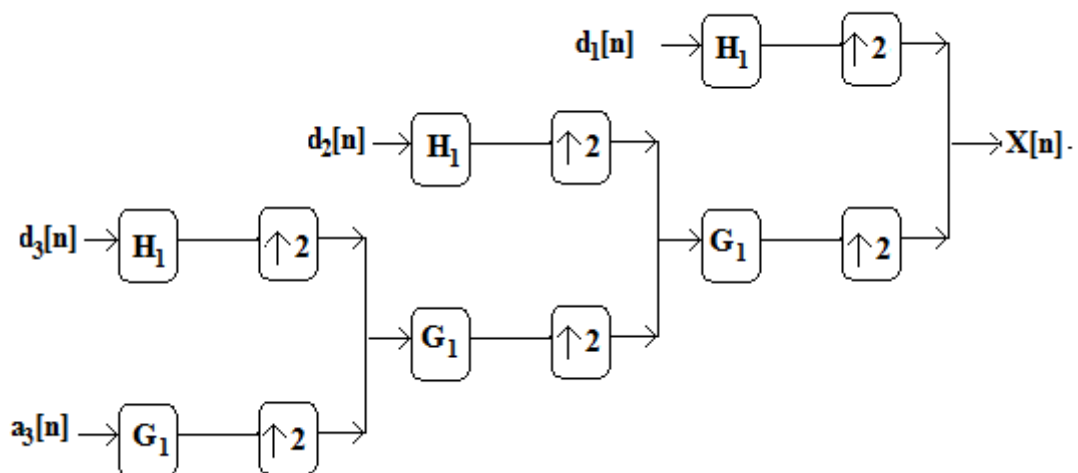 d1[n] H1 ↑2
d2[n] H1 ↑2 X[n]
d3[n] H1 ↑2 G1 ↑2
G1 ↑2
a3[n] G1 ↑2